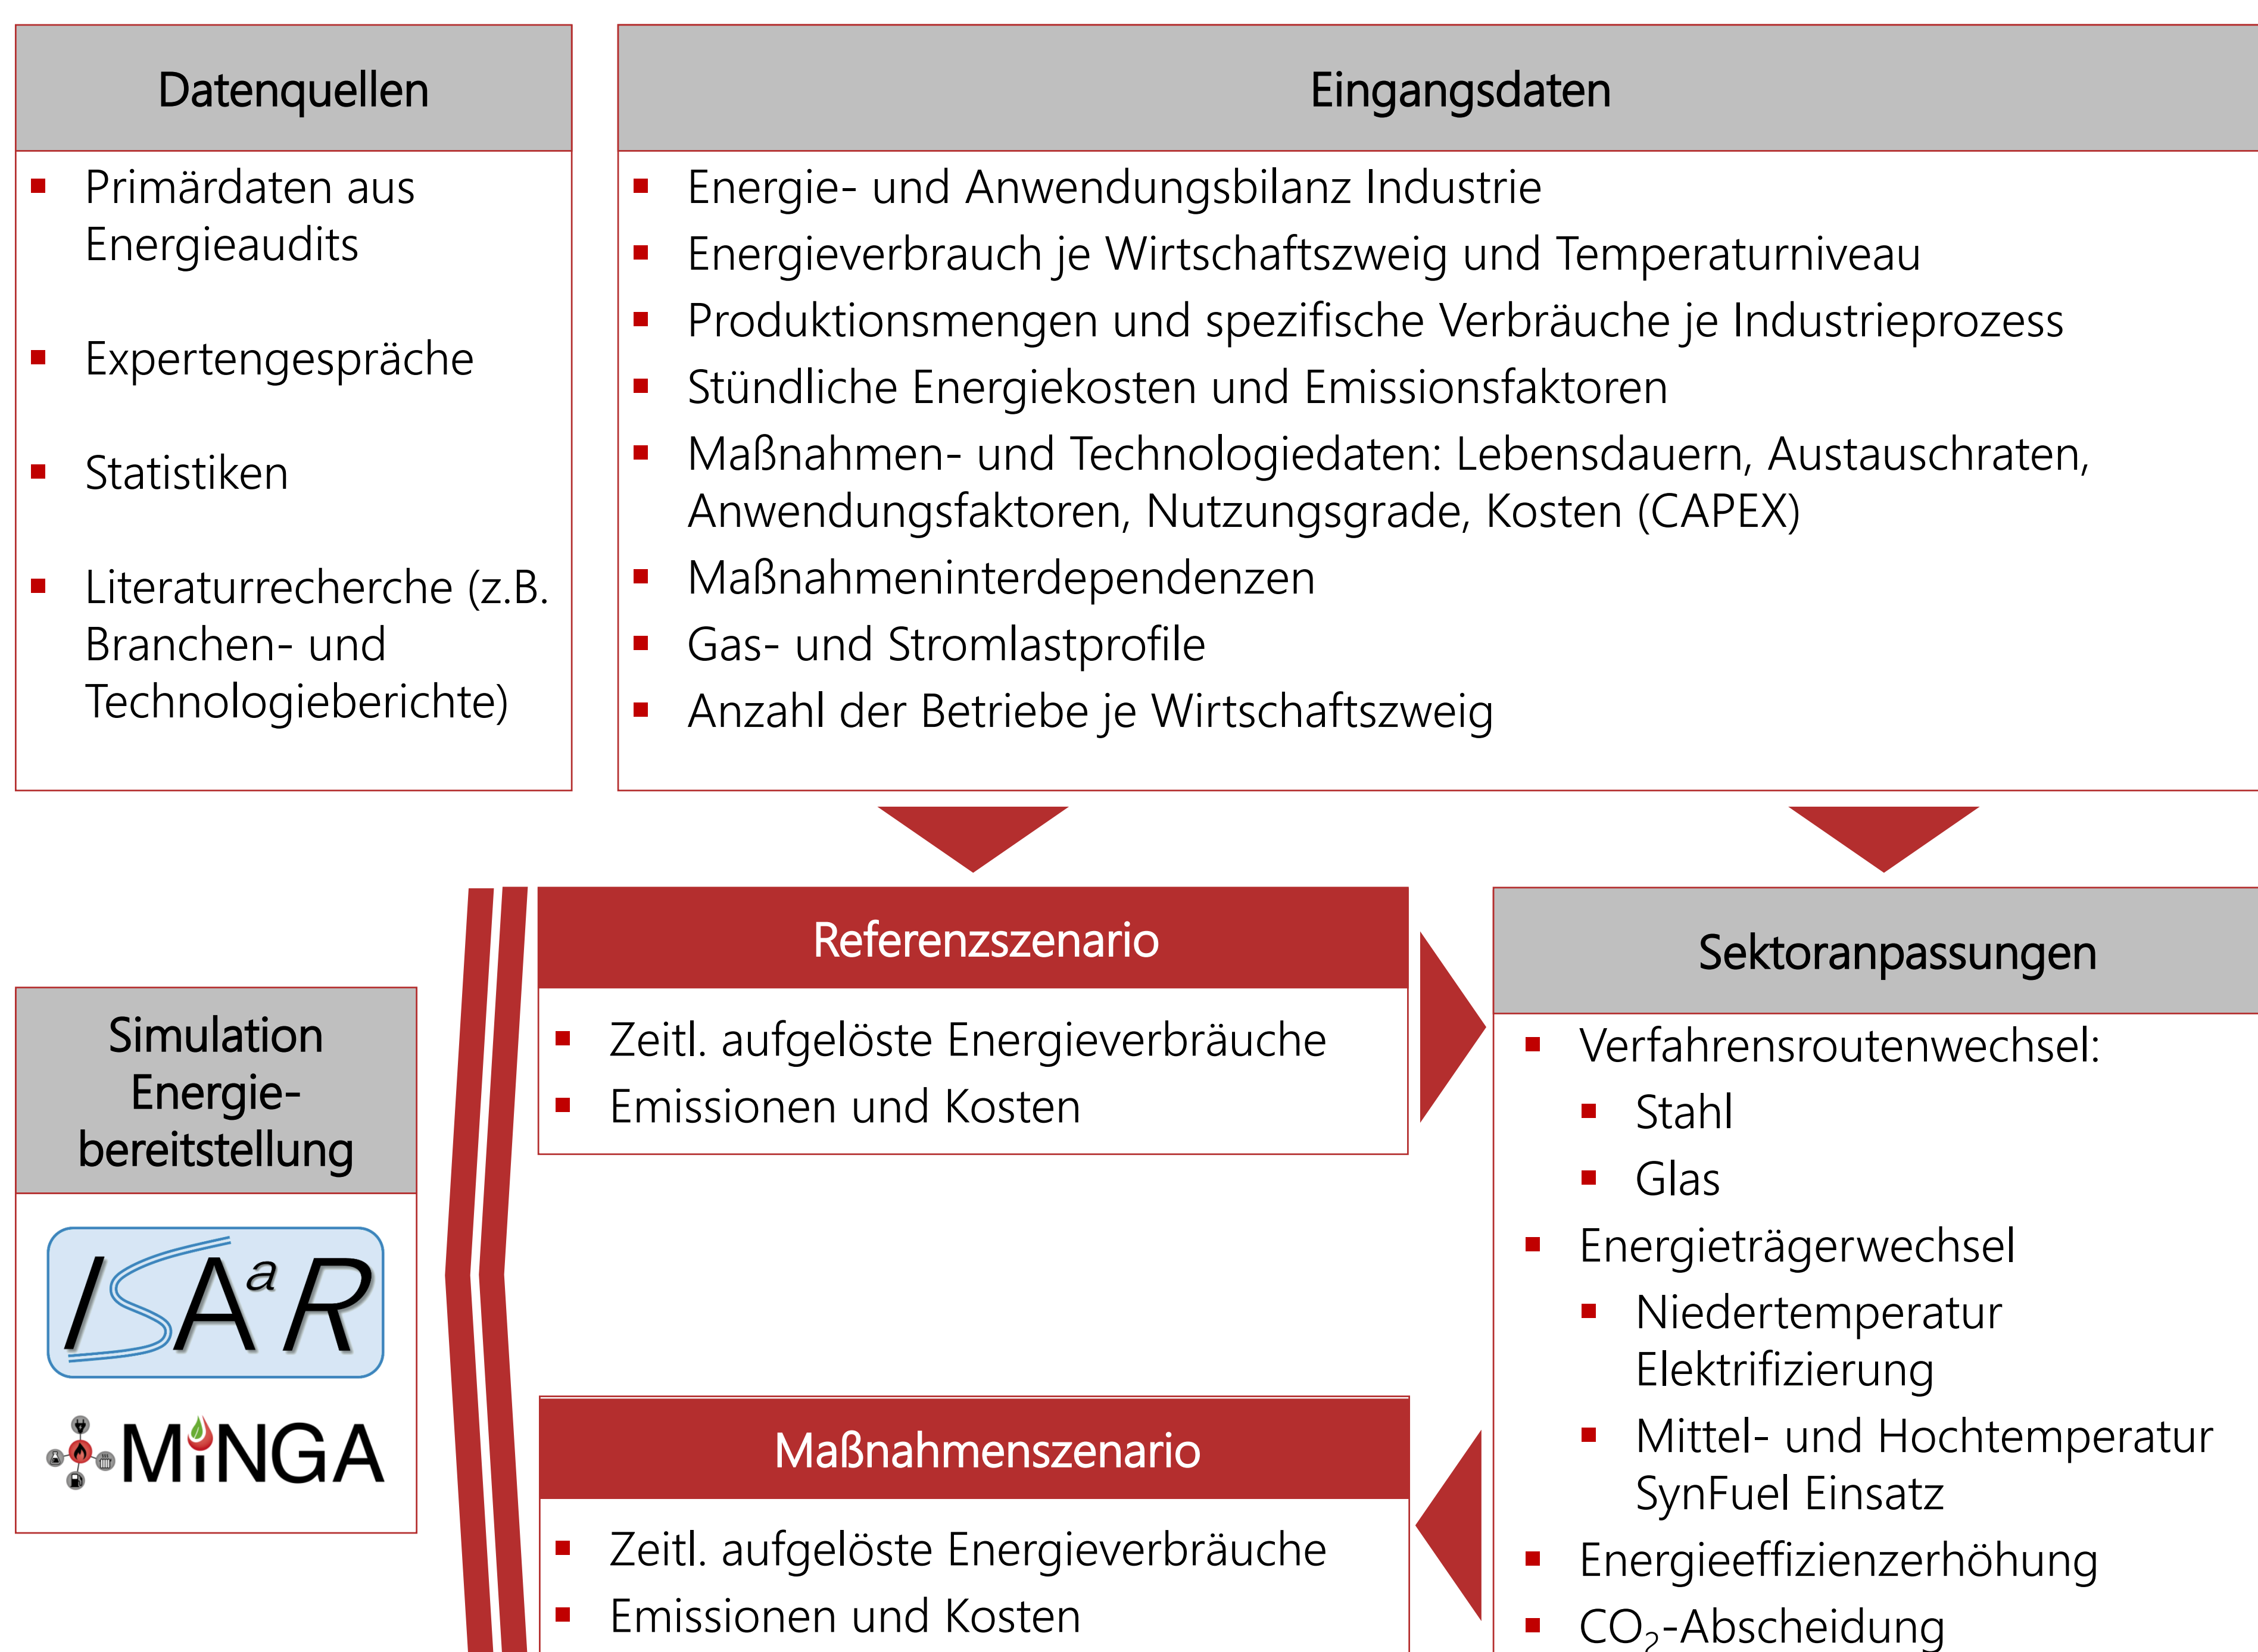 Datenquellen
Primärdaten aus
Energieaudits
Expertengespräche
Statistiken
Literaturrecherche (z.B.
Branchen- und
Technologieberichte)
Eingangsdaten
Energie- und Anwendungsbilanz Industrie
Energieverbrauch je Wirtschaftszweig und Temperaturniveau
Produktionsmengen und spezifische Verbräuche je Industrieprozess
Stündliche Energiekosten und Emissionsfaktoren
Maßnahmen- und Technologiedaten: Lebensdauern, Austauschraten,
Anwendungsfaktoren, Nutzungsgrade, Kosten (CAPEX)
Maßnahmeninterdependenzen
Gas- und Stromlastprofile
Anzahl der Betriebe je Wirtschaftszweig
Simulation
Energie-
bereitstellung
ISAaR
MiNGA
Referenzszenario
Zeitl. aufgelöste Energieverbräuche
Emissionen und Kosten
Maßnahmenszenario
Zeitl. aufgelöste Energieverbräuche
Emissionen und Kosten
Sektoranpassungen
Verfahrensroutenwechsel:
Stahl
Glas
Energieträgerwechsel
Niedertemperatur
Elektrifizierung
Mittel- und Hochtemperatur
SynFuel Einsatz
Energieeffizienzerhöhung
CO₂-Abscheidung